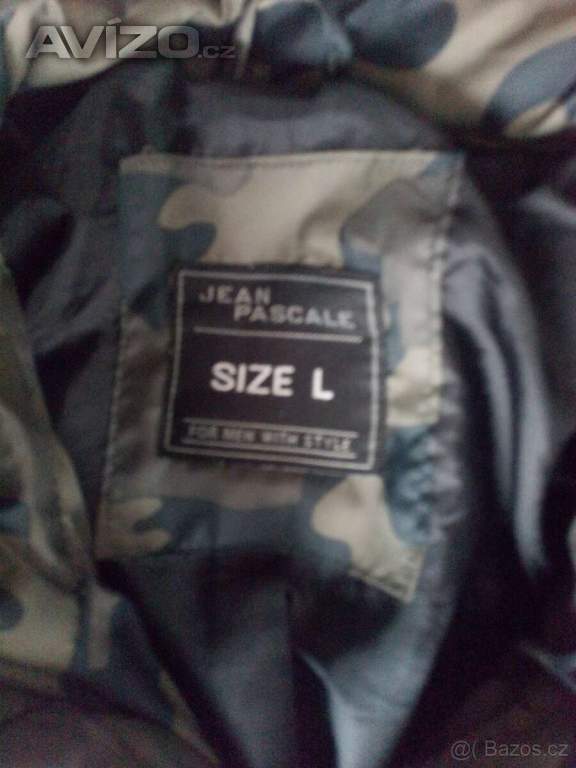 AVÍZO.cz
JEAN
PASCALE
SIZE L
FOR MEN WITH STYLE
@( Bazos.cz